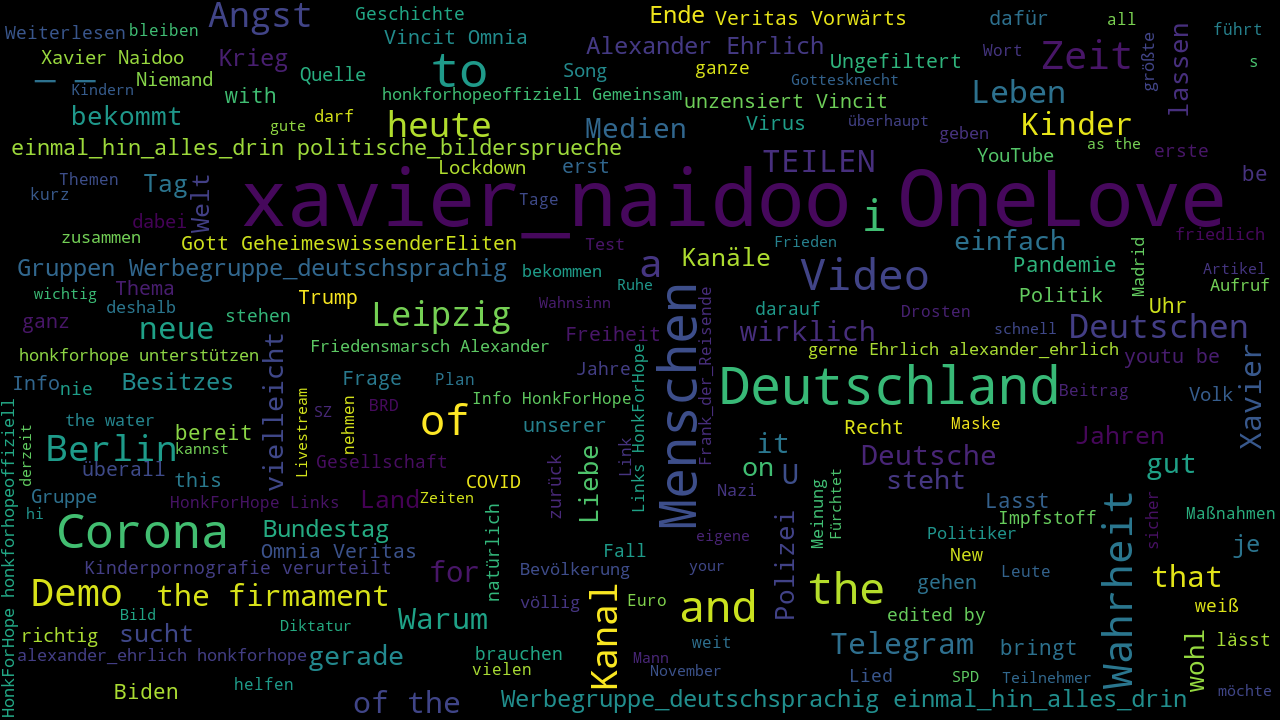 Angst
Geschichte
Ende
Veritas Vorwärts
dafür
all
Weiterlesen
bleiben
Vincit Omnia
führt
Xavier Naidoo
Krieg
Alexander Ehrlich
Wort
Zeit
größte
— —
Niemand
Quelle
to
Song
ganze
Ungefiltert
s
Kindern
with
honkforhopeoffiziell Gemeinsam
unzensiert Vincit
Gottesknecht
Leben
lassen
bekommt
gute
darf
heute
Medien
Virus
überhaupt
geben
Kinder
einmal_hin_alles_drin politische_bildersprueche
as the
Lockdown
erst
TEILEN
YouTube
erste
Themen
kurz
Tag
Welt
xavier_naidoo
Tage
i
OneLove
be
dabei
zusammen
Gott GeheimeswissenderEliten
Test
Frieden
einfach
friedlich
Gruppen Werbegruppe_deutschsprachig
bekommen
a
Kanäle
Video
Pandemie
Madrid
Artikel
wichtig
Thema
Trump
Ruhe
Politik
Aufruf
deshalb
Wahnsinn
darauf
Drosten
Uhr
ganz
neue
stehen
Leipzig
Freiheit
Menschen
Frank_der_Reisende
wirklich
schnell
Deutschen
honkforhope unterstützen
vielleicht
Friedensmarsch Alexander
gerne Ehrlich alexander_ehrlich
youtu be
Info
nie
Besitzes
Frage
Plan
Jahre
Deutschland
Beitrag
Volk
Xavier
the water
SZ
BRD
Info HonkForHope
Links HonkForHope
Livestream
nehmen
of
unserer
Recht
Maske
Jahren
Berlin
bereit
kannst
it
Deutsche
derzeit
überall
this
Gesellschaft
zurück
Liebe
Link
on
U
steht
gut
Gruppe
HonkForHope Links
Land
Zeiten
COVID
Nazi
Meinung
Fürchtet
Lasst
Wahrheit
sicher
Maßnahmen
hi
HonkForHope honkforhopeoffiziell
Corona
Bundestag
natürlich
eigene
Polizei
Impfstoff
Politiker
je
Omnia Veritas
Fall
New
Kinderpornografie verurteilt
for
Bevölkerung
your
the
gehen
Leute
that
Demo
the firmament
Kanal
völlig
Euro
and
edited by
weiß
Bild
Diktatur
Warum
richtig
sucht
weit
Telegram
bringt
wohl
lässt
alexander_ehrlich honkforhope
gerade
brauchen
vielen
Mann
November
Lied
SPD
Teilnehmer
Biden
helfen
of the
Werbegruppe_deutschsprachig einmal_hin_alles_drin
möchte